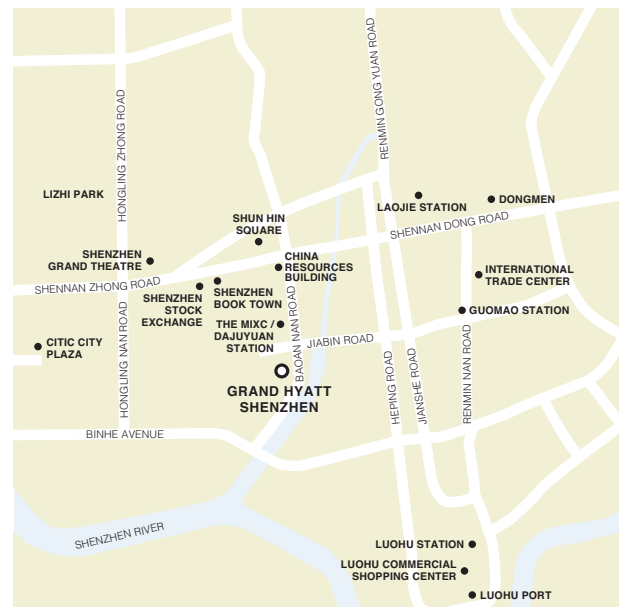 RENMIN GONG YUAN ROAD
HONGLING ZHONG ROAD
LIZHI PARK
LAOJIE STATION
DONGMEN
SHUN HIN
SQUARE
SHENNAN DONG ROAD
SHENZHEN
GRAND THEATRE
CHINA
RESOURCES
BUILDING
INTERNATIONAL
TRADE CENTER
SHENNAN ZHONG ROAD
SHENZHEN
STOCK
EXCHANGE
SHENZHEN
BOOK TOWN
GUOMAO STATION
THE MIXC /
DAJUYUAN
STATION
BAOAN NAN ROAD
JIABIN ROAD
CITIC CITY
PLAZA
HONGLING NAN ROAD
HEPING ROAD
JIANSHE ROAD
RENMIN NAN ROAD
GRAND HYATT
SHENZHEN
BINHE AVENUE
SHENZHEN RIVER
LUOHU STATION
LUOHU COMMERCIAL
SHOPPING CENTER
LUOHU PORT